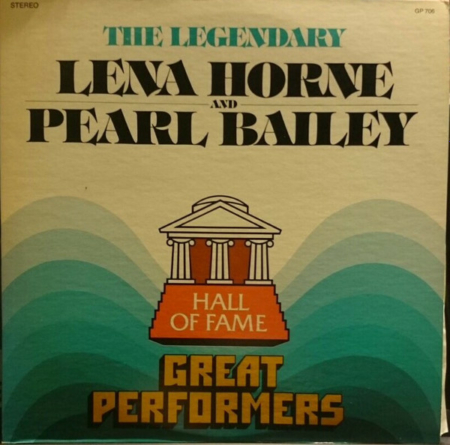 STEREO
GP 706
THE LEGENDARY
LENA HORNE
AND
PEARL BAILEY
HALL
OF FAME
GREAT
PERFORMERS